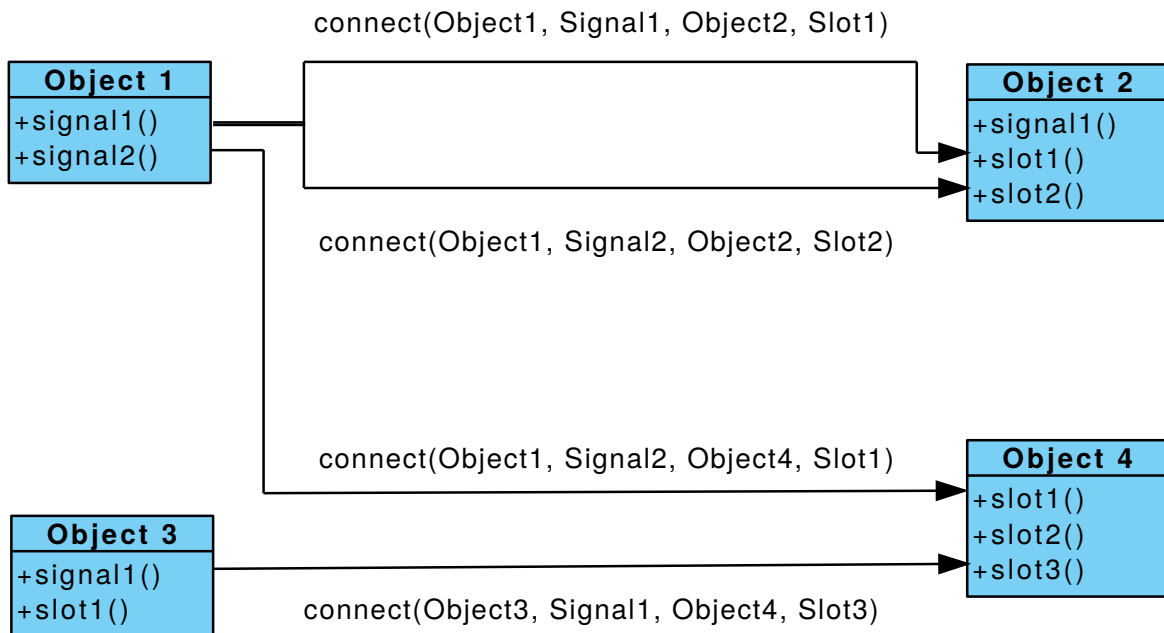 connect(Object1, Signal1, Object2, Slot1)
Object 1
+signal1()
+signal2()
Object 2
+signal1()
+slot1()
+slot2()
connect(Object1, Signal2, Object2, Slot2)
connect(Object1, Signal2, Object4, Slot1)
Object 4
+slot1()
+slot2()
+slot3()
Object 3
+signal1()
+slot1()
connect(Object3, Signal1, Object4, Slot3)